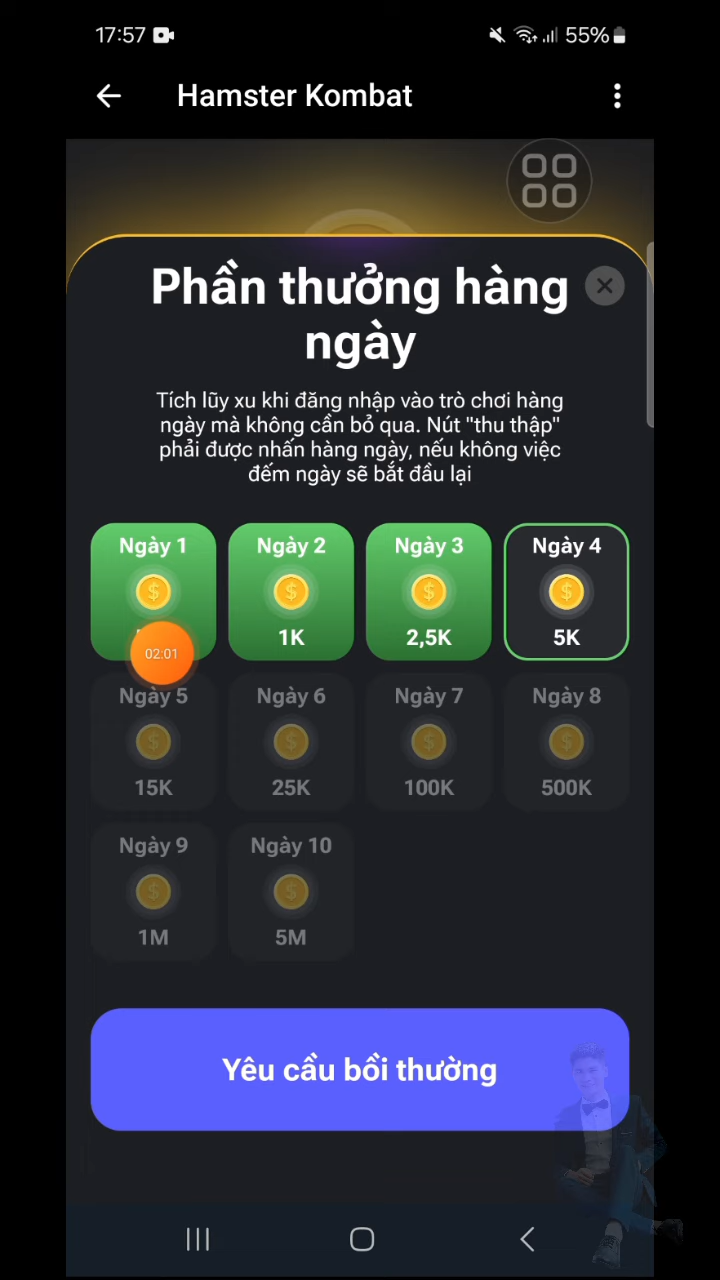 17:57
55%
Hamster Kombat
Phần thưởng hàng
ngày
Tích lũy xu khi đăng nhập vào trò chơi hàng
ngày mà không cần bỏ qua. Nút "thu thập"
phải được nhấn hàng ngày, nếu không việc
đếm ngày sẽ bắt đầu lại
Ngày 1
Ngày 2
Ngày 3
Ngày 4
1K
2,5K
5K
02:01
Ngày 5
Ngày 6
Ngày 7
Ngày 8
15K
25K
100K
500K
Ngày 9
Ngày 10
1M
5M
Yêu cầu bồi thường